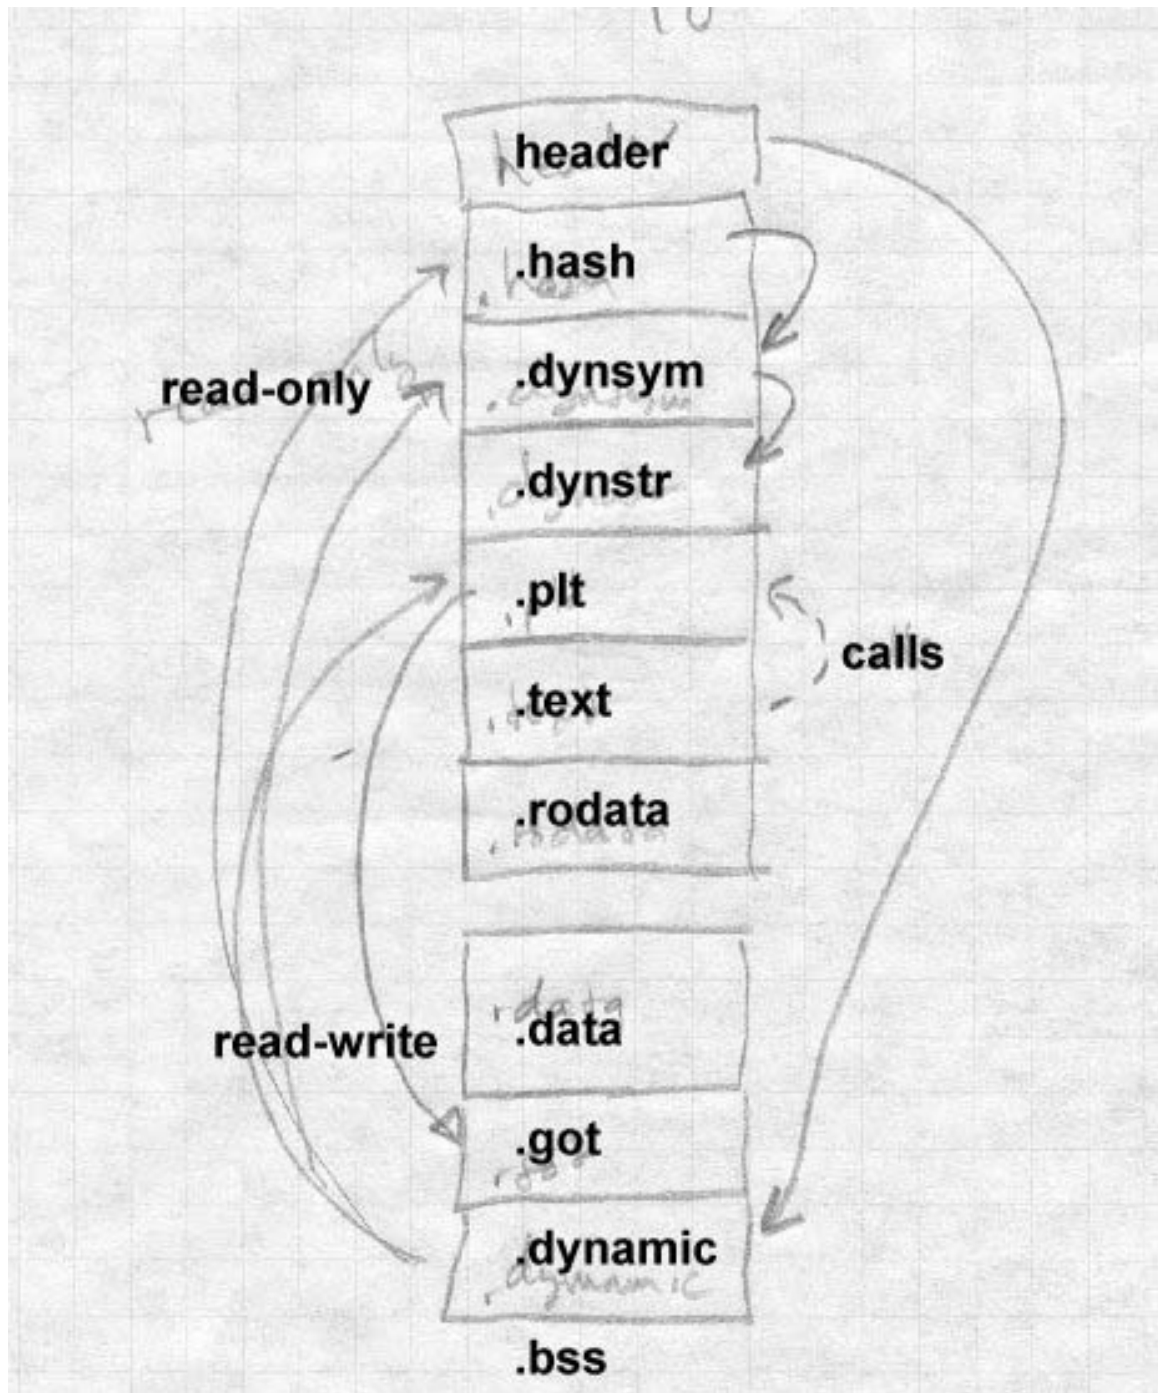 header
.hash
read-only
.dynsym
.dynstr
.plt
calls
.text
.rodata
.data
read-write
.got
.dynamic
.bss